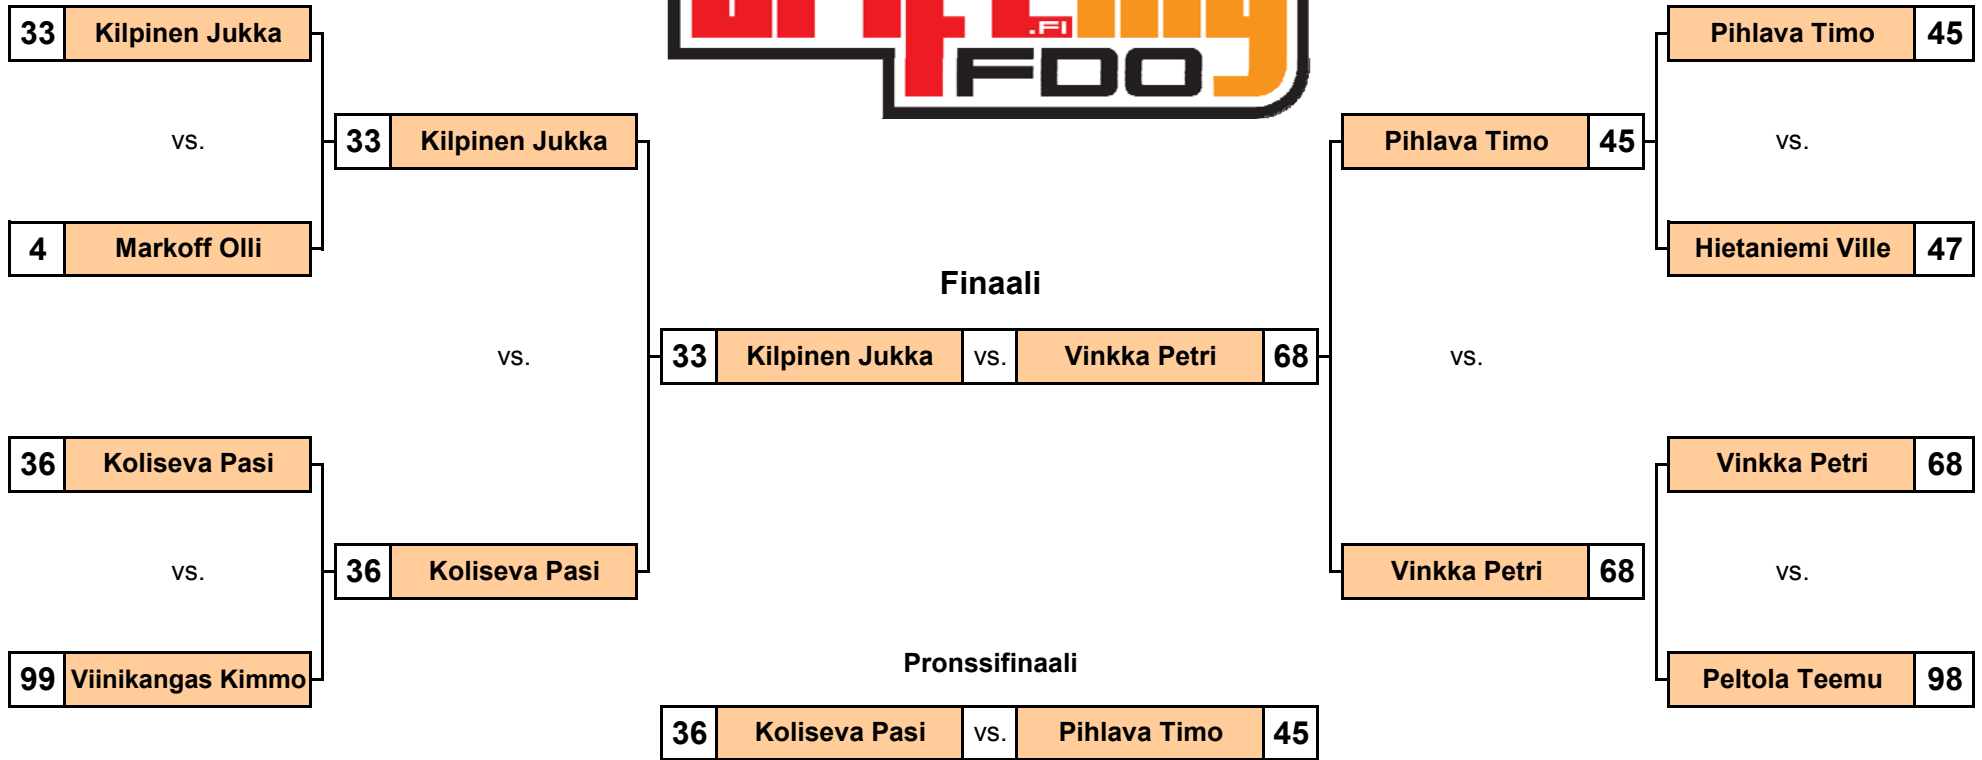 .FI
FDO
33 Kilpinen Jukka
vs.
4 Markoff Olli
33 Kilpinen Jukka
vs.
36 Koliseva Pasi
vs.
99 Viinikangas Kimmo
36 Koliseva Pasi
Finaali
33 Kilpinen Jukka vs. Vinkka Petri 68
Pronssifinaali
36 Koliseva Pasi vs. Pihlava Timo 45
Pihlava Timo 45
vs.
Vinkka Petri 68
Pihlava Timo 45
vs.
Hietaniemi Ville 47
Vinkka Petri 68
vs.
Peltola Teemu 98